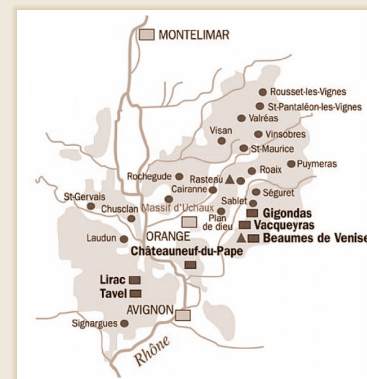 MONTELIMAR
Rousset-les-Vignes
St-Pantaléon-les-Vignes
Valréas
Visan
Vinsobres
St-Maurice
Puymeras
Rochegude
Rasteau
Roaix
Cairanne
St-Gervais
Massif d'Uchaux
Séguret
Chusclan
Sablet
Plan
de dieu
Gigondas
Vacqueyras
Laudun
ORANGE
Beaumes de Venise
Châteauneuf-du-Pape
Lirac
Tavel
AVIGNON
Signargues
Rhône